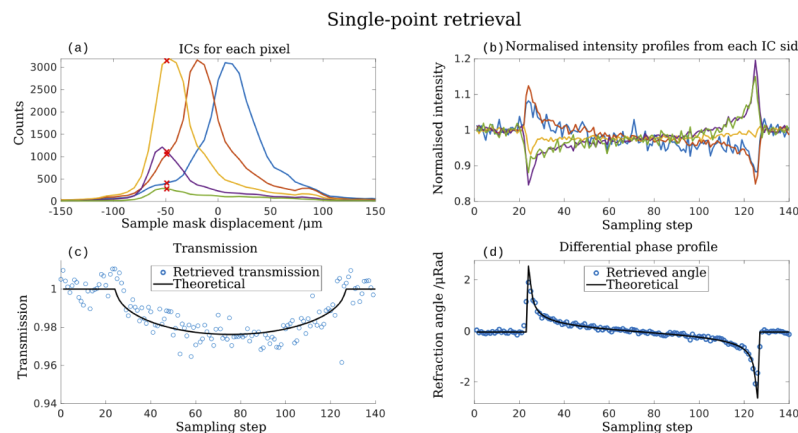 Single-point retrieval
(a) ICs for each pixel
3000
2500
2000
1500
1000
500
0
Counts
-150 -100 -50 0 50 100 150
Sample mask displacement /μm
(b) Normalised intensity profiles from each IC sid
1.2
1.1
1
0.9
0.8
Normalised intensity
0 20 40 60 80 100 120 140
Sampling step
(c) Transmission
Retrieved transmission
Theoretical
1
0.98
0.96
0.94
Transmission
0 20 40 60 80 100 120 140
Sampling step
(d) Differential phase profile
Retrieved angle
Theoretical
2
0
-2
Refraction angle /μRad
0 20 40 60 80 100 120 140
Sampling step